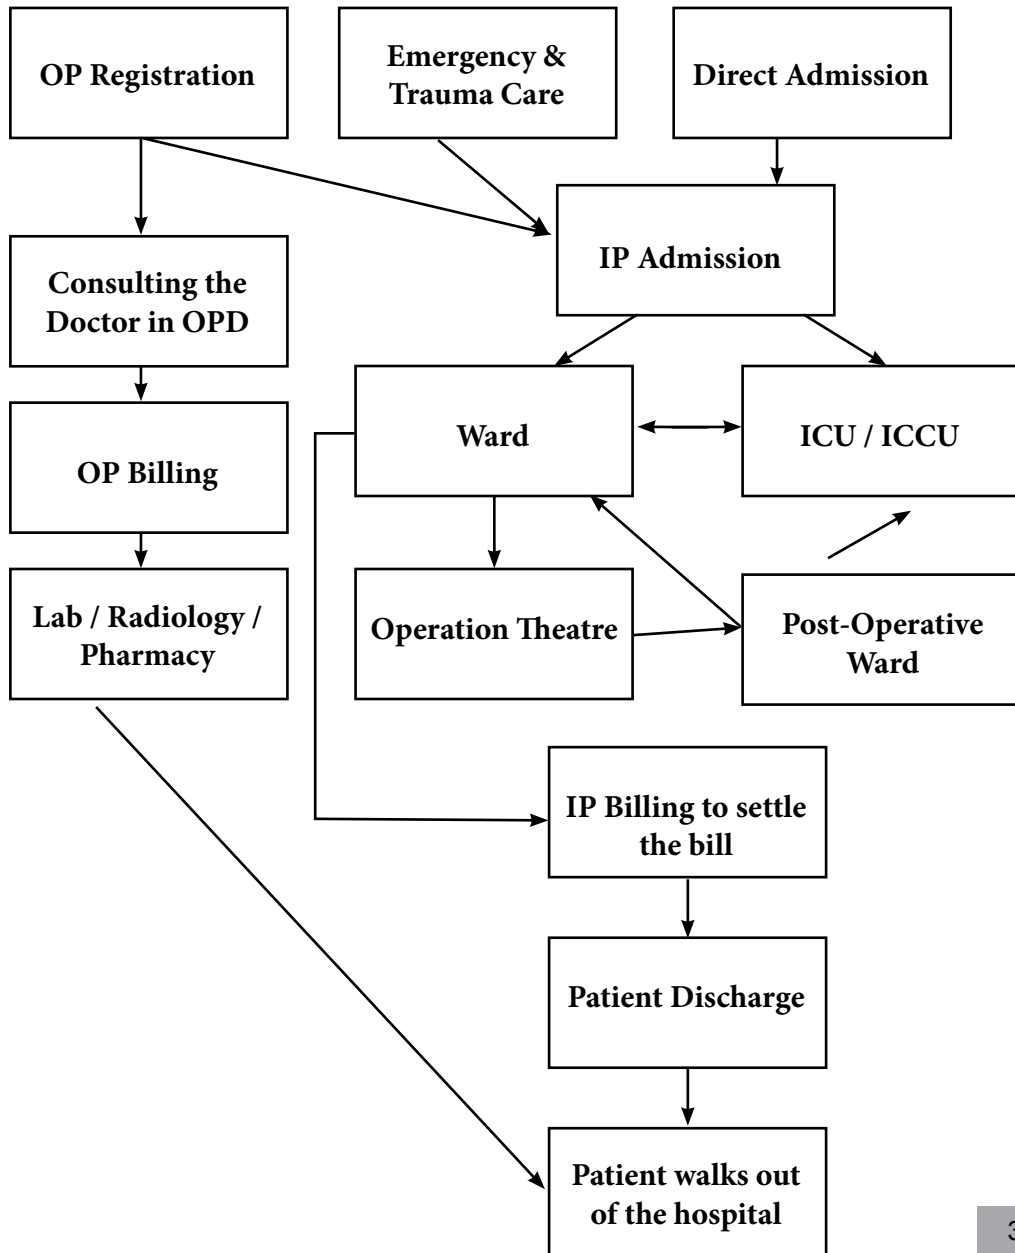 OP Registration
Emergency &
Trauma Care
Direct Admission
IP Admission
Consulting the
Doctor in OPD
Ward
ICU / ICCU
OP Billing
Lab / Radiology /
Pharmacy
Operation Theatre
Post-Operative
Ward
IP Billing to settle
the bill
Patient Discharge
Patient walks out
of the hospital